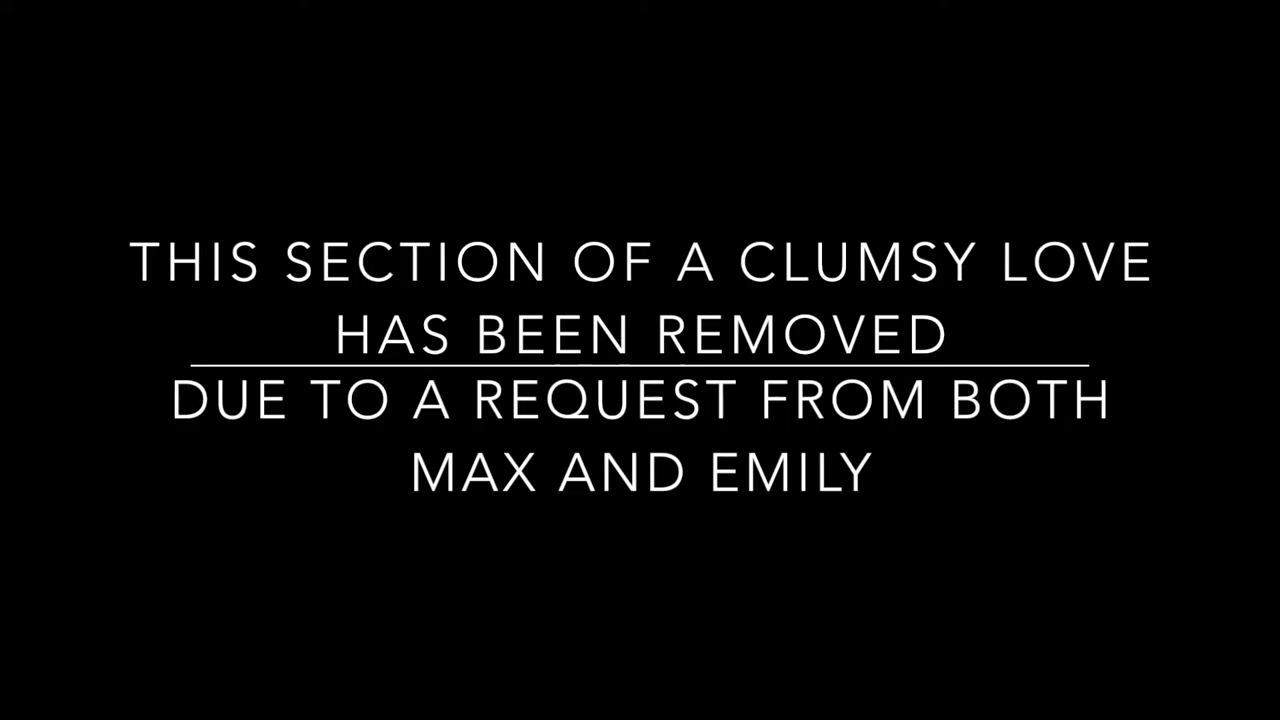 THIS SECTION OF A CLUMSY LOVE
HAS BEEN REMOVED
DUE TO A REQUEST FROM BOTH
MAX AND EMILY